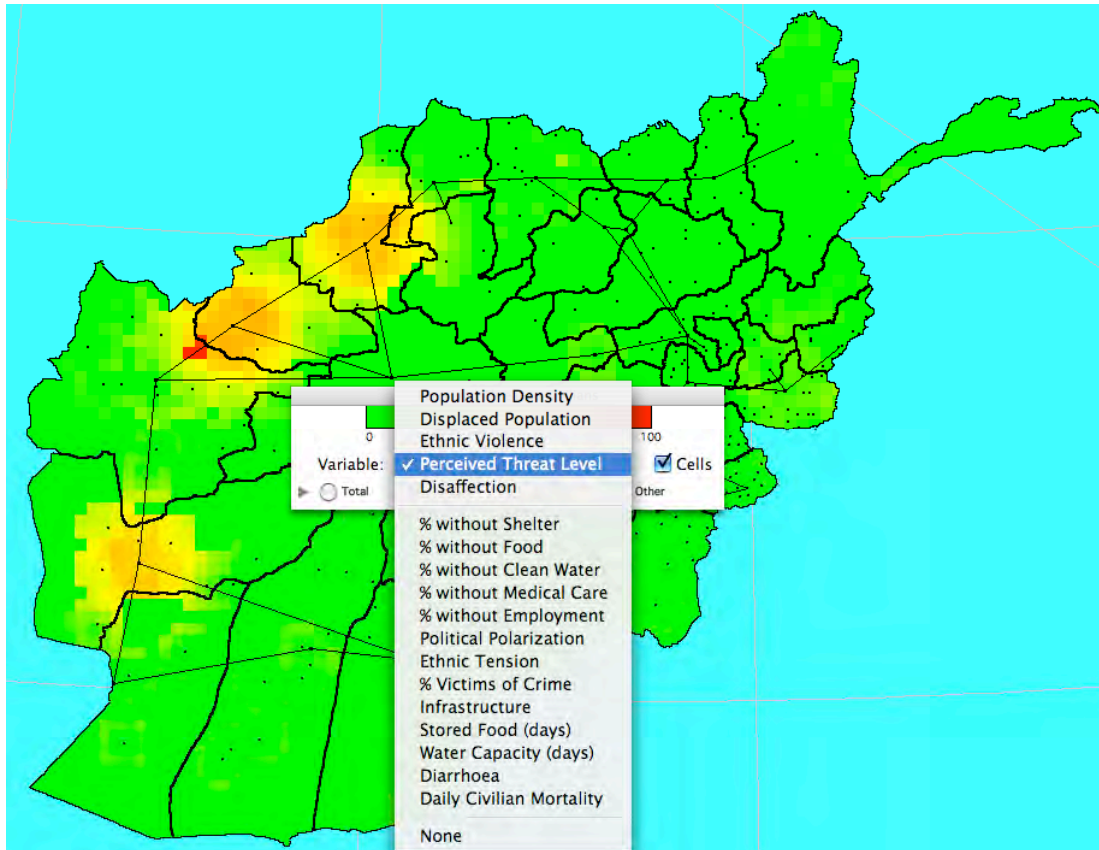 Population Density
Displaced Population
Ethnic Violence
0
100
Variable:
✓ Perceived Threat Level
Cells
Disaffection
Total
Other
% without Shelter
% without Food
% without Clean Water
% without Medical Care
% without Employment
Political Polarization
Ethnic Tension
% Victims of Crime
Infrastructure
Stored Food (days)
Water Capacity (days)
Diarrhoea
Daily Civilian Mortality
None